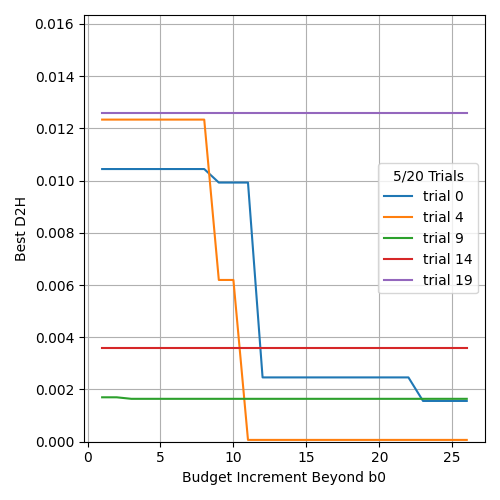 0.016
0.014
0.012
0.010
0.008
0.006
0.004
0.002
0.000
Best D2H
5/20 Trials
trial 0
trial 4
trial 9
trial 14
trial 19
0 5 10 15 20 25
Budget Increment Beyond b0